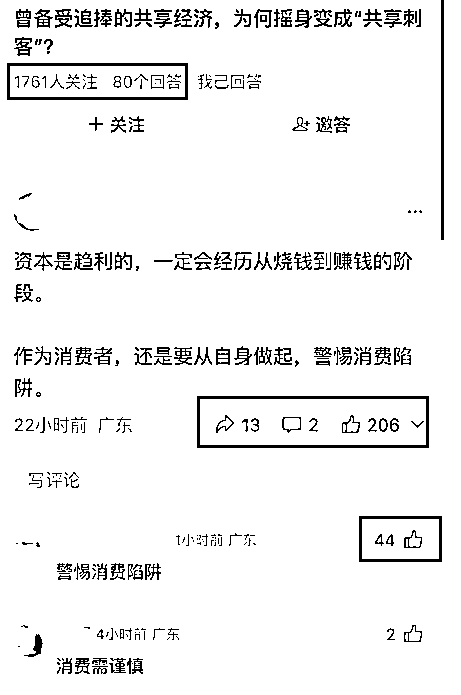 曾备受追捧的共享经济，为何摇身变成“共享刺
客”？
1761人关注 80个回答 我已回答
+ 关注 邀答
...
资本是趋利的，一定会经历从烧钱到赚钱的阶
段。
作为消费者，还是要从自身做起，警惕消费陷
阱。
22小时前 广东 13 2 206
写评论
1小时前 广东 44
警惕消费陷阱
4小时前 广东 2
消费需谨慎